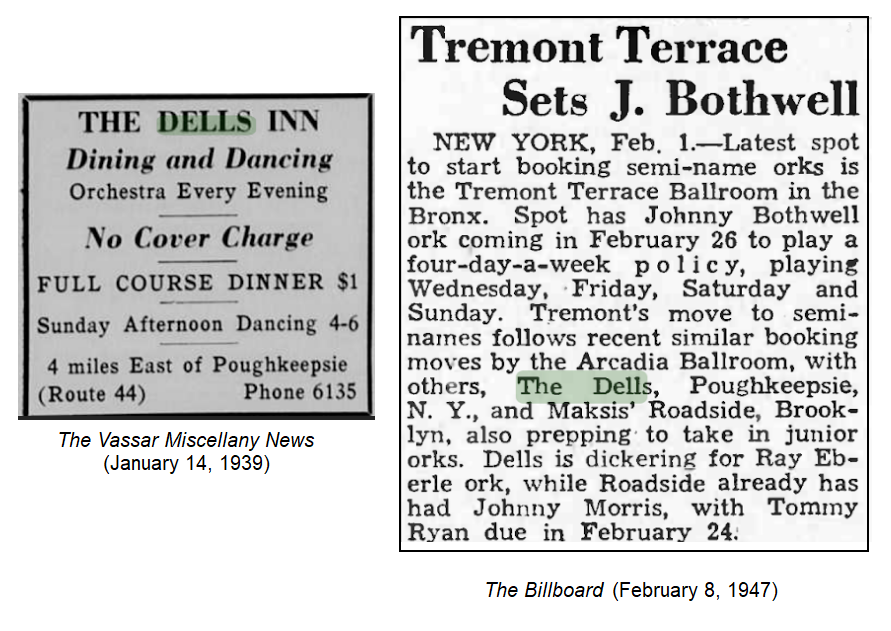 THE DELLS INN
Dining and Dancing
Orchestra Every Evening
No Cover Charge
FULL COURSE DINNER $1
Sunday Afternoon Dancing 4-6
4 miles East of Poughkeepsie
(Route 44) Phone 6135
The Vassar Miscellany News
(January 14, 1939)
Tremont Terrace
Sets J. Bothwell
NEW YORK, Feb. 1.—Latest spot
to start booking semi-name orks is
the Tremont Terrace Ballroom in the
Bronx. Spot has Johnny Bothwell
ork coming in February 26 to play a
four-day-a-week policy, playing
Wednesday, Friday, Saturday and
Sunday. Tremont's move to semi-
names follows recent similar booking
moves by the Arcadia Ballroom, with
others, The Dells, Poughkeepsie,
N. Y., and Maksis' Roadside, Brook-
lyn, also prepping to take in junior
orks. Dells is dickering for Ray Eb-
erle ork, while Roadside already has
had Johnny Morris, with Tommy
Ryan due in February 24.
The Billboard (February 8, 1947)